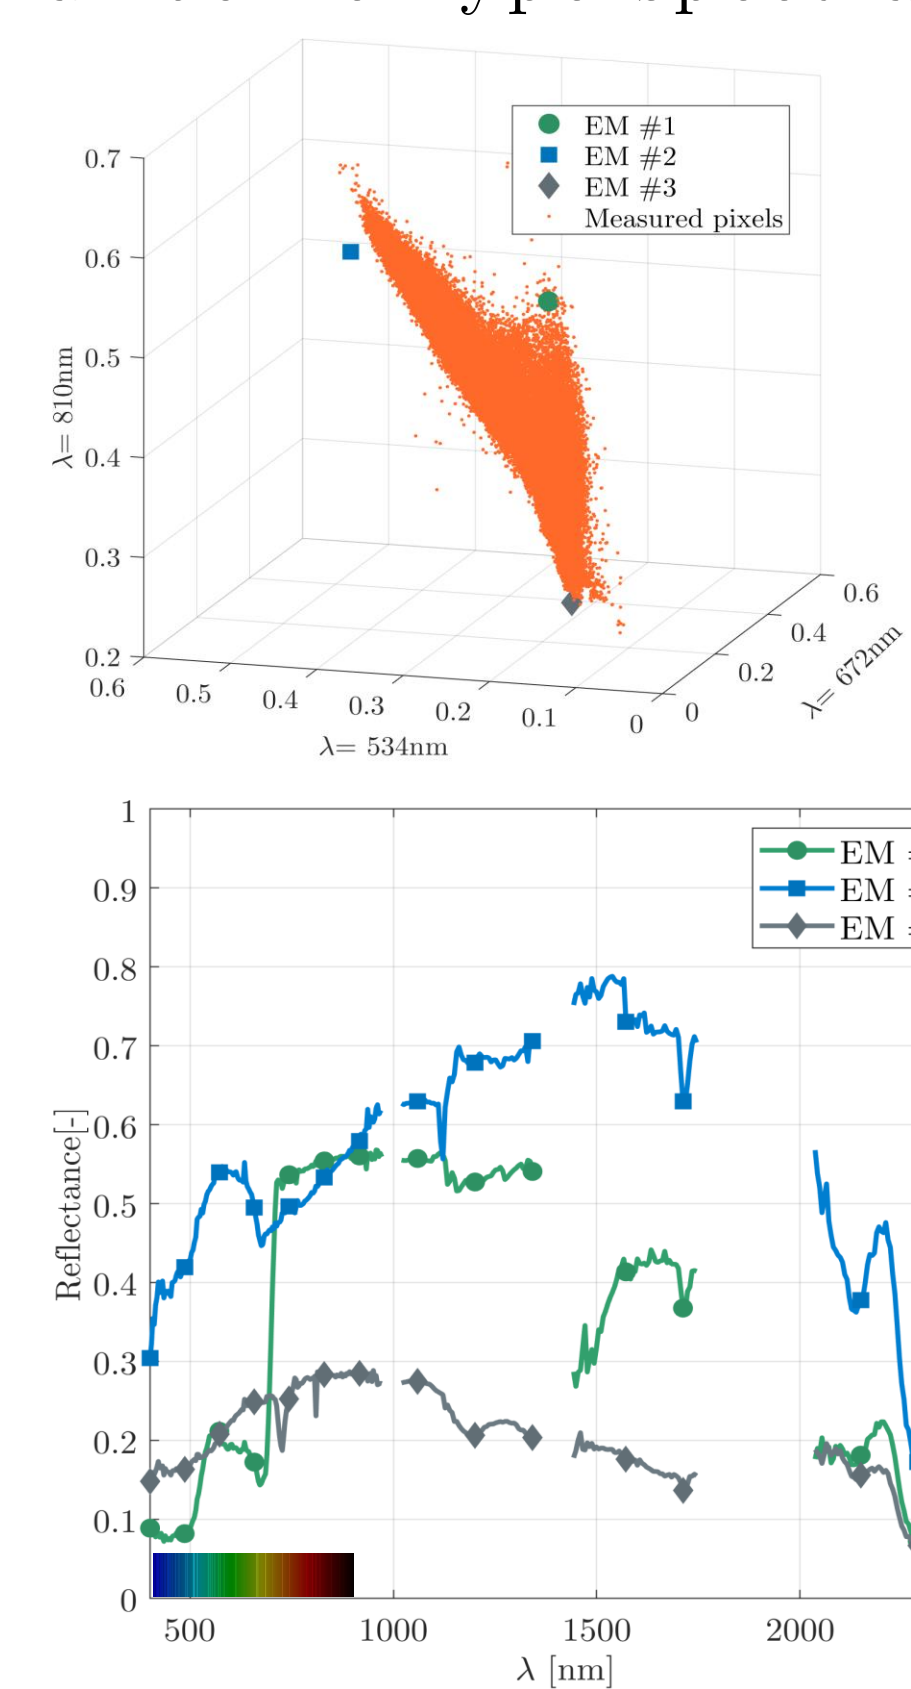 EM #1
EM #2
EM #3
Measured pixels
0.7
0.6
0.5
0.4
0.3
0.2
λ= 810nm
0.6
0.5
0.4
0.3
0.2
0.1
0
λ= 534nm
0
0.2
0.4
0.6
λ= 672nm
1
0.9
0.8
0.7
0.6
0.5
0.4
0.3
0.2
0.1
0
Reflectance[-]
EM
EM
EM
500
1000
1500
2000
λ [nm]